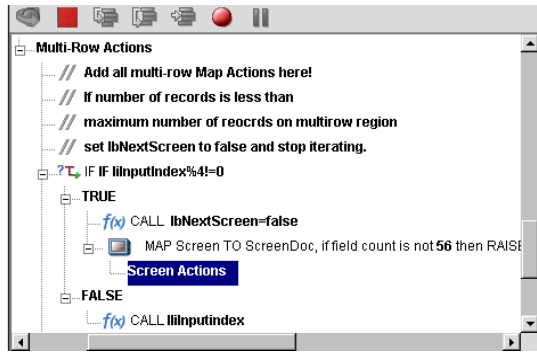 Multi-Row Actions
// Add all multi-row Map Actions here!
// If number of records is less than
// maximum number of reocrds on multirow region
// set lbNextScreen to false and stop iterating.
IF IF liInputIndex%4!=0
TRUE
f(x) CALL lbNextScreen=false
MAP Screen TO ScreenDoc, if field count is not 56 then RAISE
Screen Actions
FALSE
f(x) CALL lliInputindex